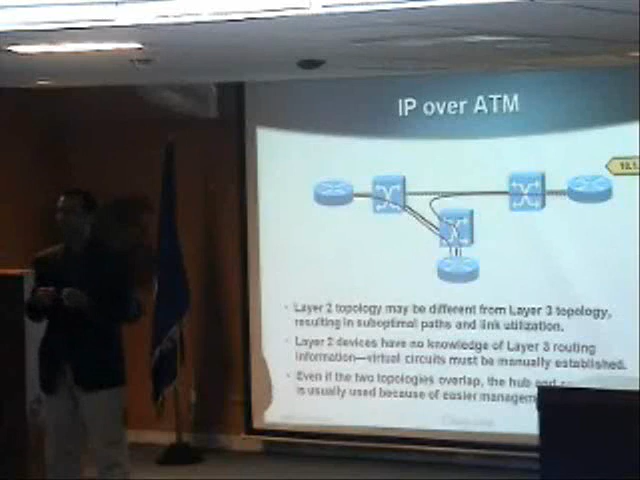 IP over ATM
10.1.
Layer 2 topology may be different from Layer 3 topology,
resulting in suboptimal paths and link utilization.
Layer 2 devices have no knowledge of Layer 3 routing
information—virtual circuits must be manually established.
Even if the two topologies overlap, the hub and
is usually used because of easier managem